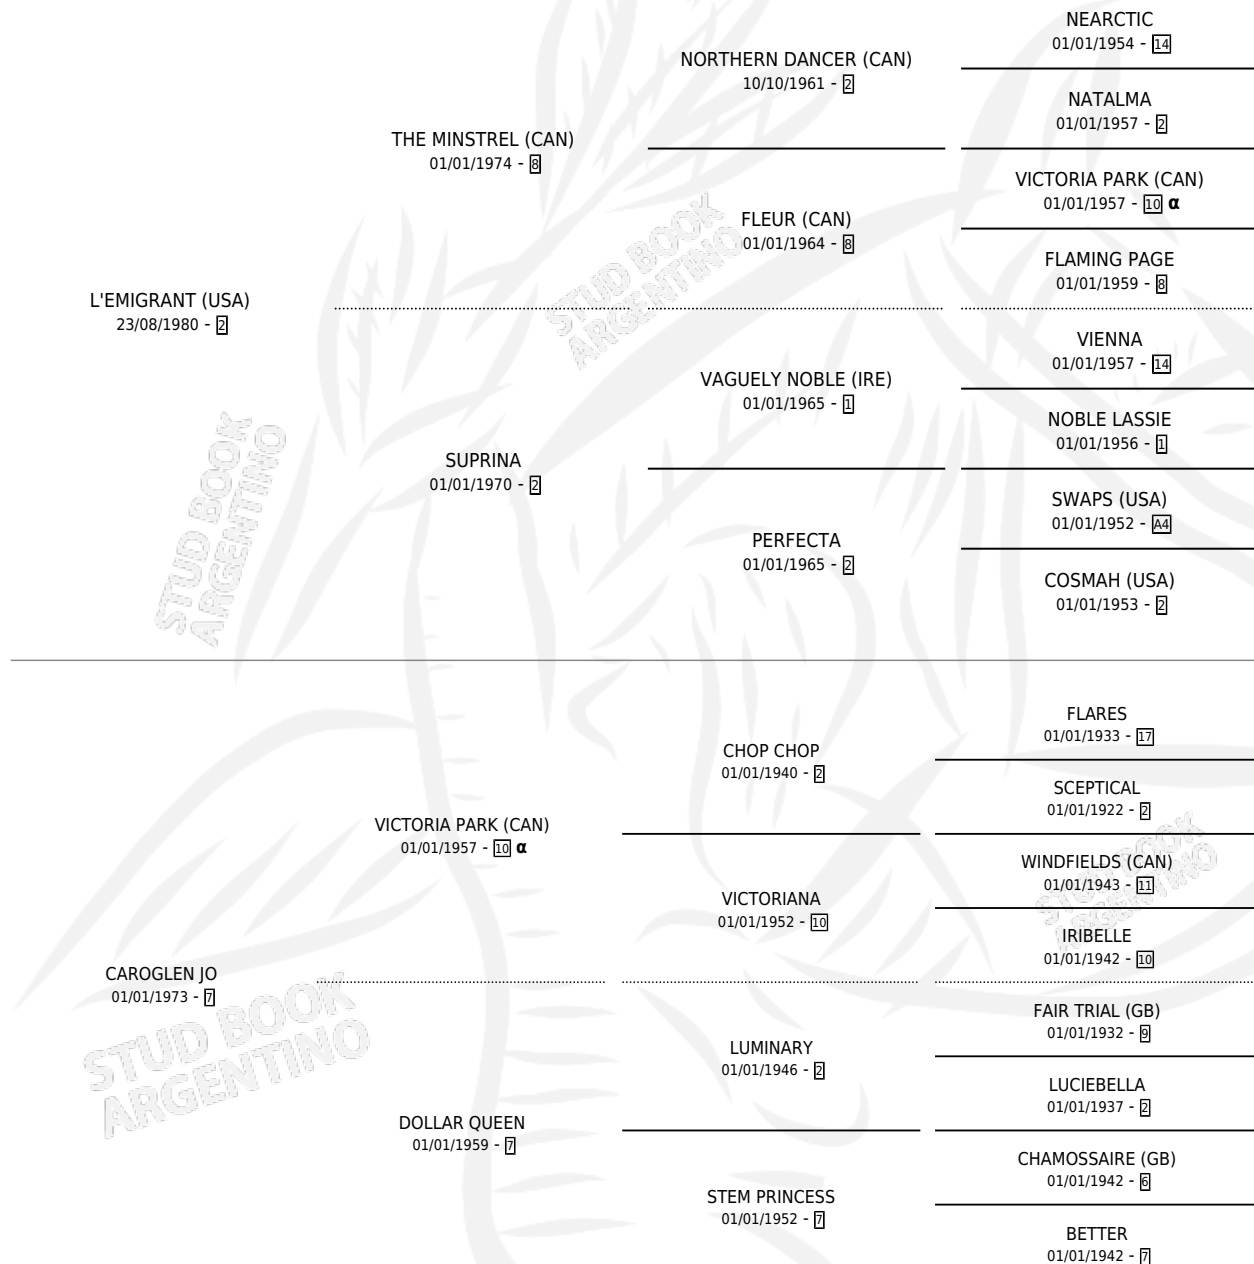 NEARCTIC
01/01/1954 - 14
NORTHERN DANCER (CAN)
10/10/1961 - 2
NATALMA
01/01/1957 - 2
THE MINSTREL (CAN)
01/01/1974 - 8
VICTORIA PARK (CAN)
01/01/1957 - 10 α
FLEUR (CAN)
01/01/1964 - 8
FLAMING PAGE
01/01/1959 - 8
L'EMIGRANT (USA)
23/08/1980 - 2
VIENNA
01/01/1957 - 14
VAGUELY NOBLE (IRE)
01/01/1965 - 1
NOBLE LASSIE
01/01/1956 - 1
SUPRINA
01/01/1970 - 2
SWAPS (USA)
01/01/1952 - A4
PERFECTA
01/01/1965 - 2
COSMAH (USA)
01/01/1953 - 2
FLARES
01/01/1933 - 17
CHOP CHOP
01/01/1940 - 2
SCEPTICAL
01/01/1922 - 2
VICTORIA PARK (CAN)
01/01/1957 - 10 α
WINDFIELDS (CAN)
01/01/1943 - 11
VICTORIANA
01/01/1952 - 10
IRIBELLE
01/01/1942 - 10
CAROGLEN JO
01/01/1973 - 7
FAIR TRIAL (GB)
01/01/1932 - 9
LUMINARY
01/01/1946 - 2
LUCIEBELLA
01/01/1937 - 2
DOLLAR QUEEN
01/01/1959 - 7
CHAMOSSAIRE (GB)
01/01/1942 - 6
STEM PRINCESS
01/01/1952 - 7
BETTER
01/01/1942 - 7
STUD BOOK
ARGENTINO
STUD BOOK
ARGENTINO
STUD BOOK
ARGENTINO
STUD BOOK
ARGENTINO